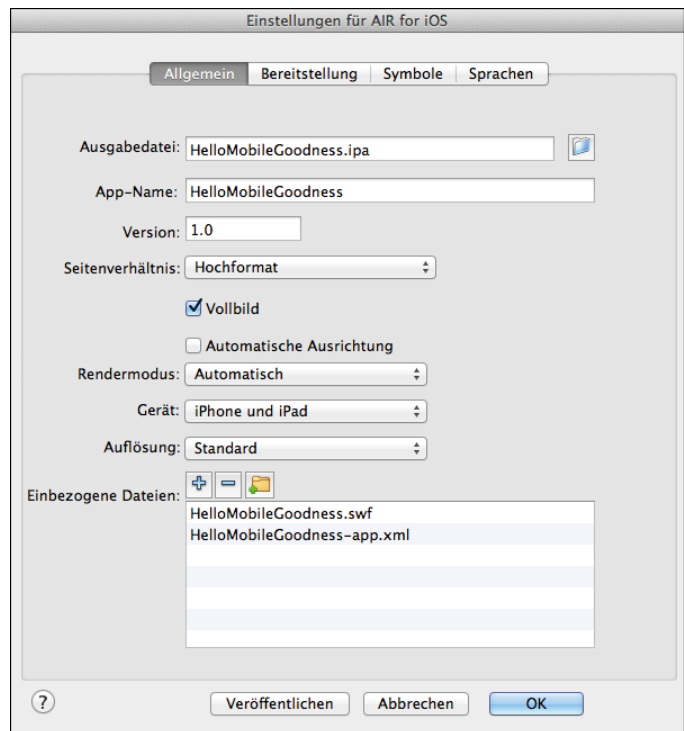 Einstellungen für AIR for iOS
Allgemein Bereitstellung Symbole Sprachen
Ausgabedatei: HelloMobileGoodness.ipa
App-Name: HelloMobileGoodness
Version: 1.0
Seitenverhältnis: Hochformat
Vollbild
Automatische Ausrichtung
Rendermodus: Automatisch
Gerät: iPhone und iPad
Auflösung: Standard
Einbezogene Dateien:
HelloMobileGoodness.swf
HelloMobileGoodness-app.xml
? Veröffentlichen Abbrechen OK